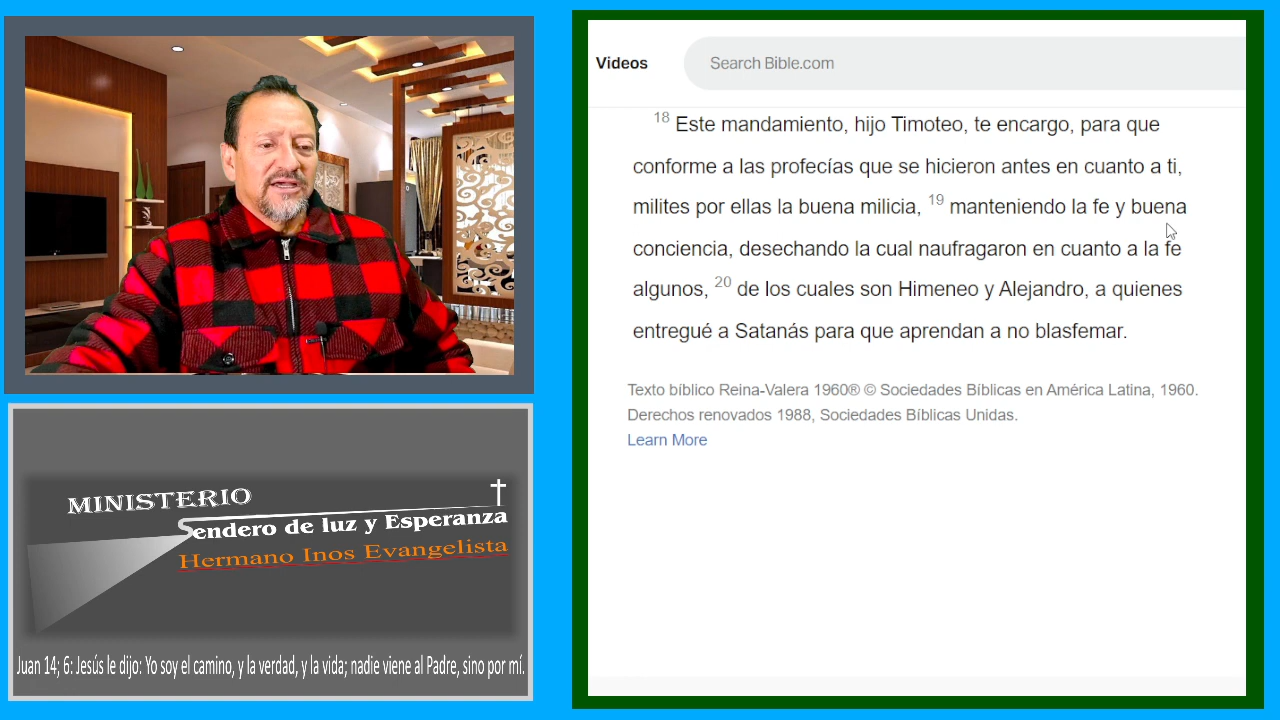 Videos
Search Bible.com
18 Este mandamiento, hijo Timoteo, te encargo, para que
conforme a las profecías que se hicieron antes en cuanto a ti,
milites por ellas la buena milicia, 19 manteniendo la fe y buena
conciencia, desechando la cual naufragaron en cuanto a la fe
algunos, 20 de los cuales son Himeneo y Alejandro, a quienes
entregué a Satanás para que aprendan a no blasfemar.
Texto bíblico Reina-Valera 1960® © Sociedades Bíblicas en América Latina, 1960.
Derechos renovados 1988, Sociedades Bíblicas Unidas.
Learn More
MINISTERIO
Sendero de luz y Esperanza
Hermano Inos Evangelista
Juan 14; 6: Jesús le dijo: Yo soy el camino, y la verdad, y la vida; nadie viene al Padre, sino por mí.